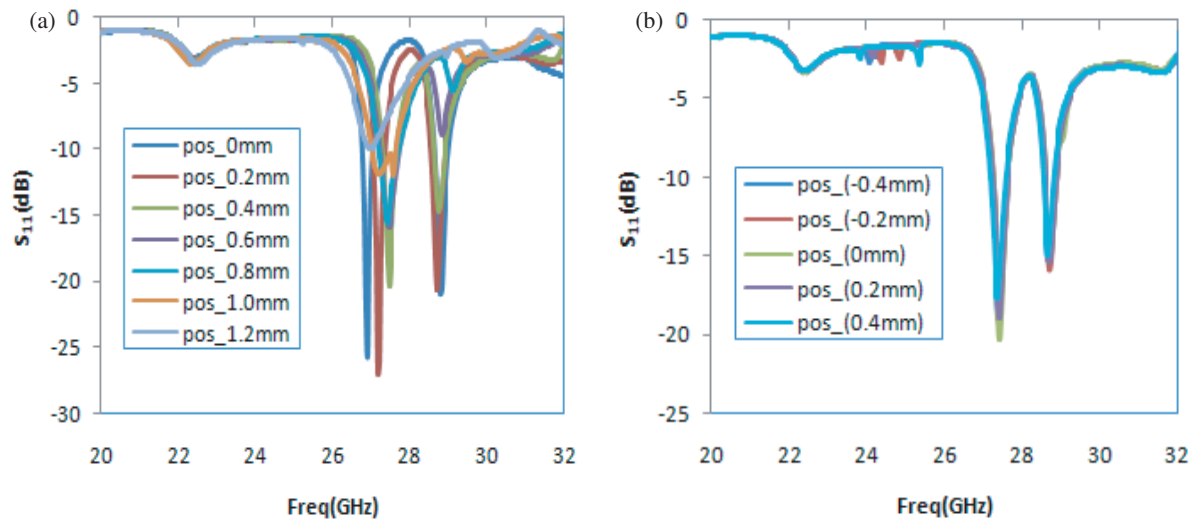 (a)
0
-5
-10
-15
-20
-25
-30
S11(dB)
pos_0mm
pos_0.2mm
pos_0.4mm
pos_0.6mm
pos_0.8mm
pos_1.0mm
pos_1.2mm
20 22 24 26 28 30 32
Freq(GHz)
(b)
0
-5
-10
-15
-20
-25
S11(dB)
pos_(-0.4mm)
pos_(-0.2mm)
pos_(0mm)
pos_(0.2mm)
pos_(0.4mm)
20 22 24 26 28 30 32
Freq(GHz)